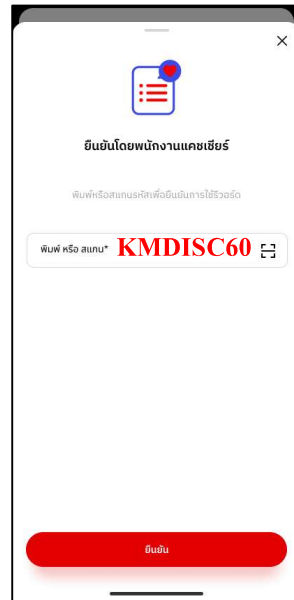 ยืนยันโดยพนักงานแคชเชียร์
พิมพ์หรือสแกนรหัสเพื่อยืนยันการใช้รีวอร์ด
พิมพ์ หรือ สแกน* KMDISC60
ยืนยัน